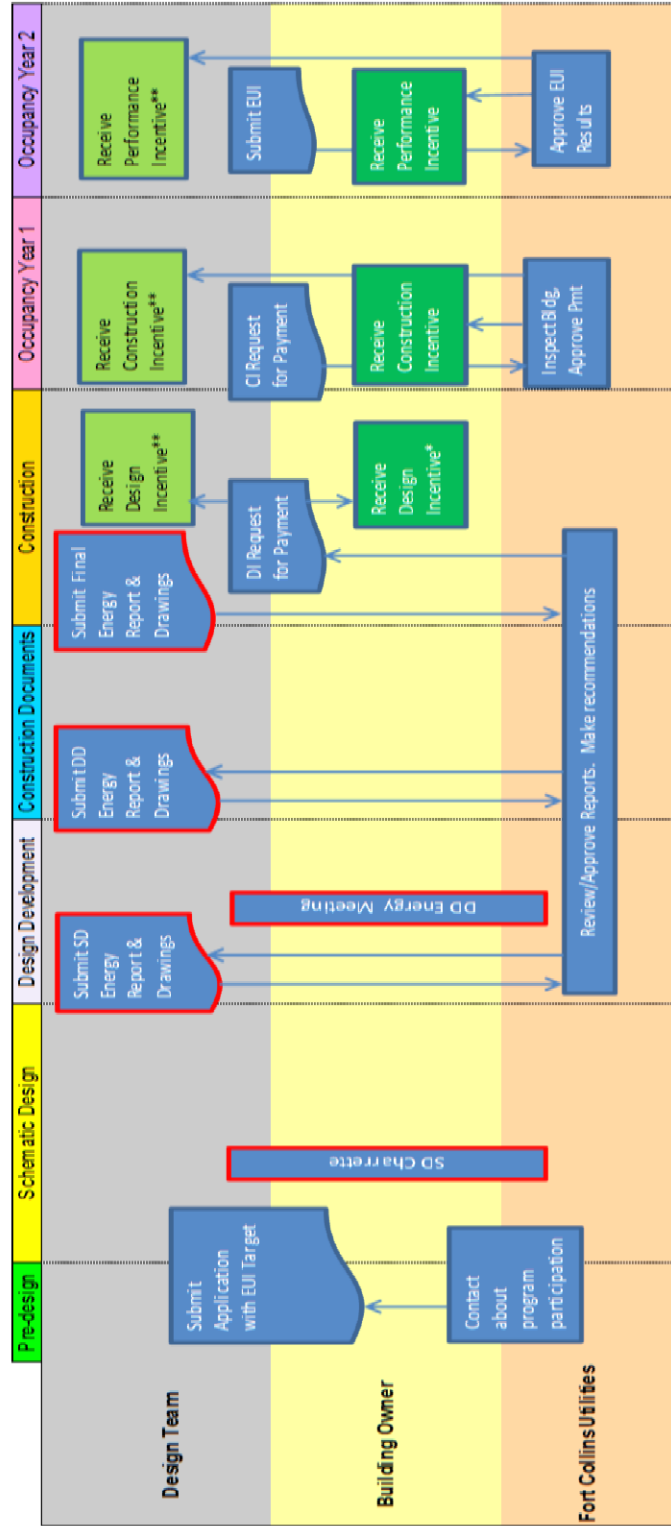 Pre-design
Schematic Design
Design Development
Construction Documents
Construction
Occupancy Year 1
Occupancy Year 2
Design Team
Building Owner
Fort Collins Utilities
Submit
Application
with EUI Target
Contact
about
program
participation
SD Charrette
Submit SD
Energy
Report &
Drawings
DD Energy Meeting
Submit DD
Energy
Report &
Drawings
Submit Final
Energy
Report &
Drawings
Review/Approve Reports. Make recommendations
Receive
Design
Incentive**
DI Request
for Payment
Receive
Design
Incentive*
Receive
Construction
Incentive**
CI Request
for Payment
Receive
Construction
Incentive
Inspect Bldg,
Approve Pmt
Receive
Performance
Incentive**
Submit EUI
Receive
Performance
Incentive
Approve EUI
Results